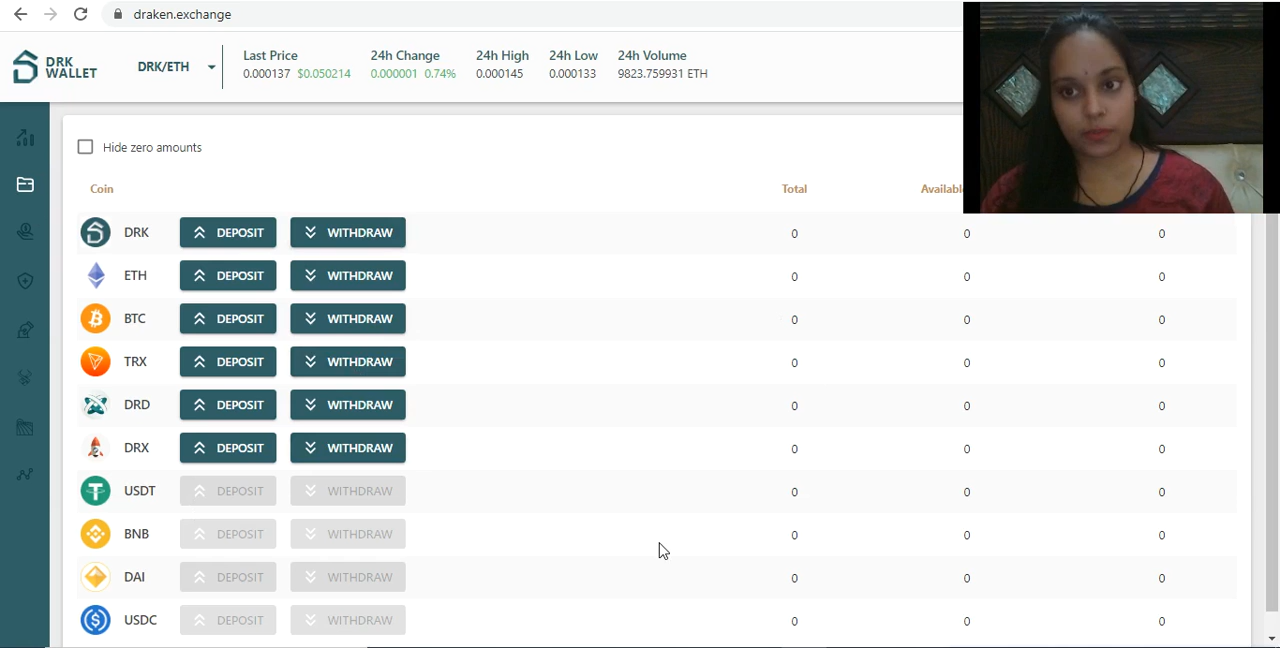 draken.exchange
DRK WALLET
DRK/ETH
Last Price
0.000137 $0.050214
24h Change
0.000001 0.74%
24h High
0.000145
24h Low
0.000133
24h Volume
9823.759931 ETH
Hide zero amounts
Coin Total Available
DRK DEPOSIT WITHDRAW 0 0 0
ETH DEPOSIT WITHDRAW 0 0 0
BTC DEPOSIT WITHDRAW 0 0 0
TRX DEPOSIT WITHDRAW 0 0 0
DRD DEPOSIT WITHDRAW 0 0 0
DRX DEPOSIT WITHDRAW 0 0 0
USDT DEPOSIT WITHDRAW 0 0 0
BNB DEPOSIT WITHDRAW 0 0 0
DAI DEPOSIT WITHDRAW 0 0 0
USDC DEPOSIT WITHDRAW 0 0 0